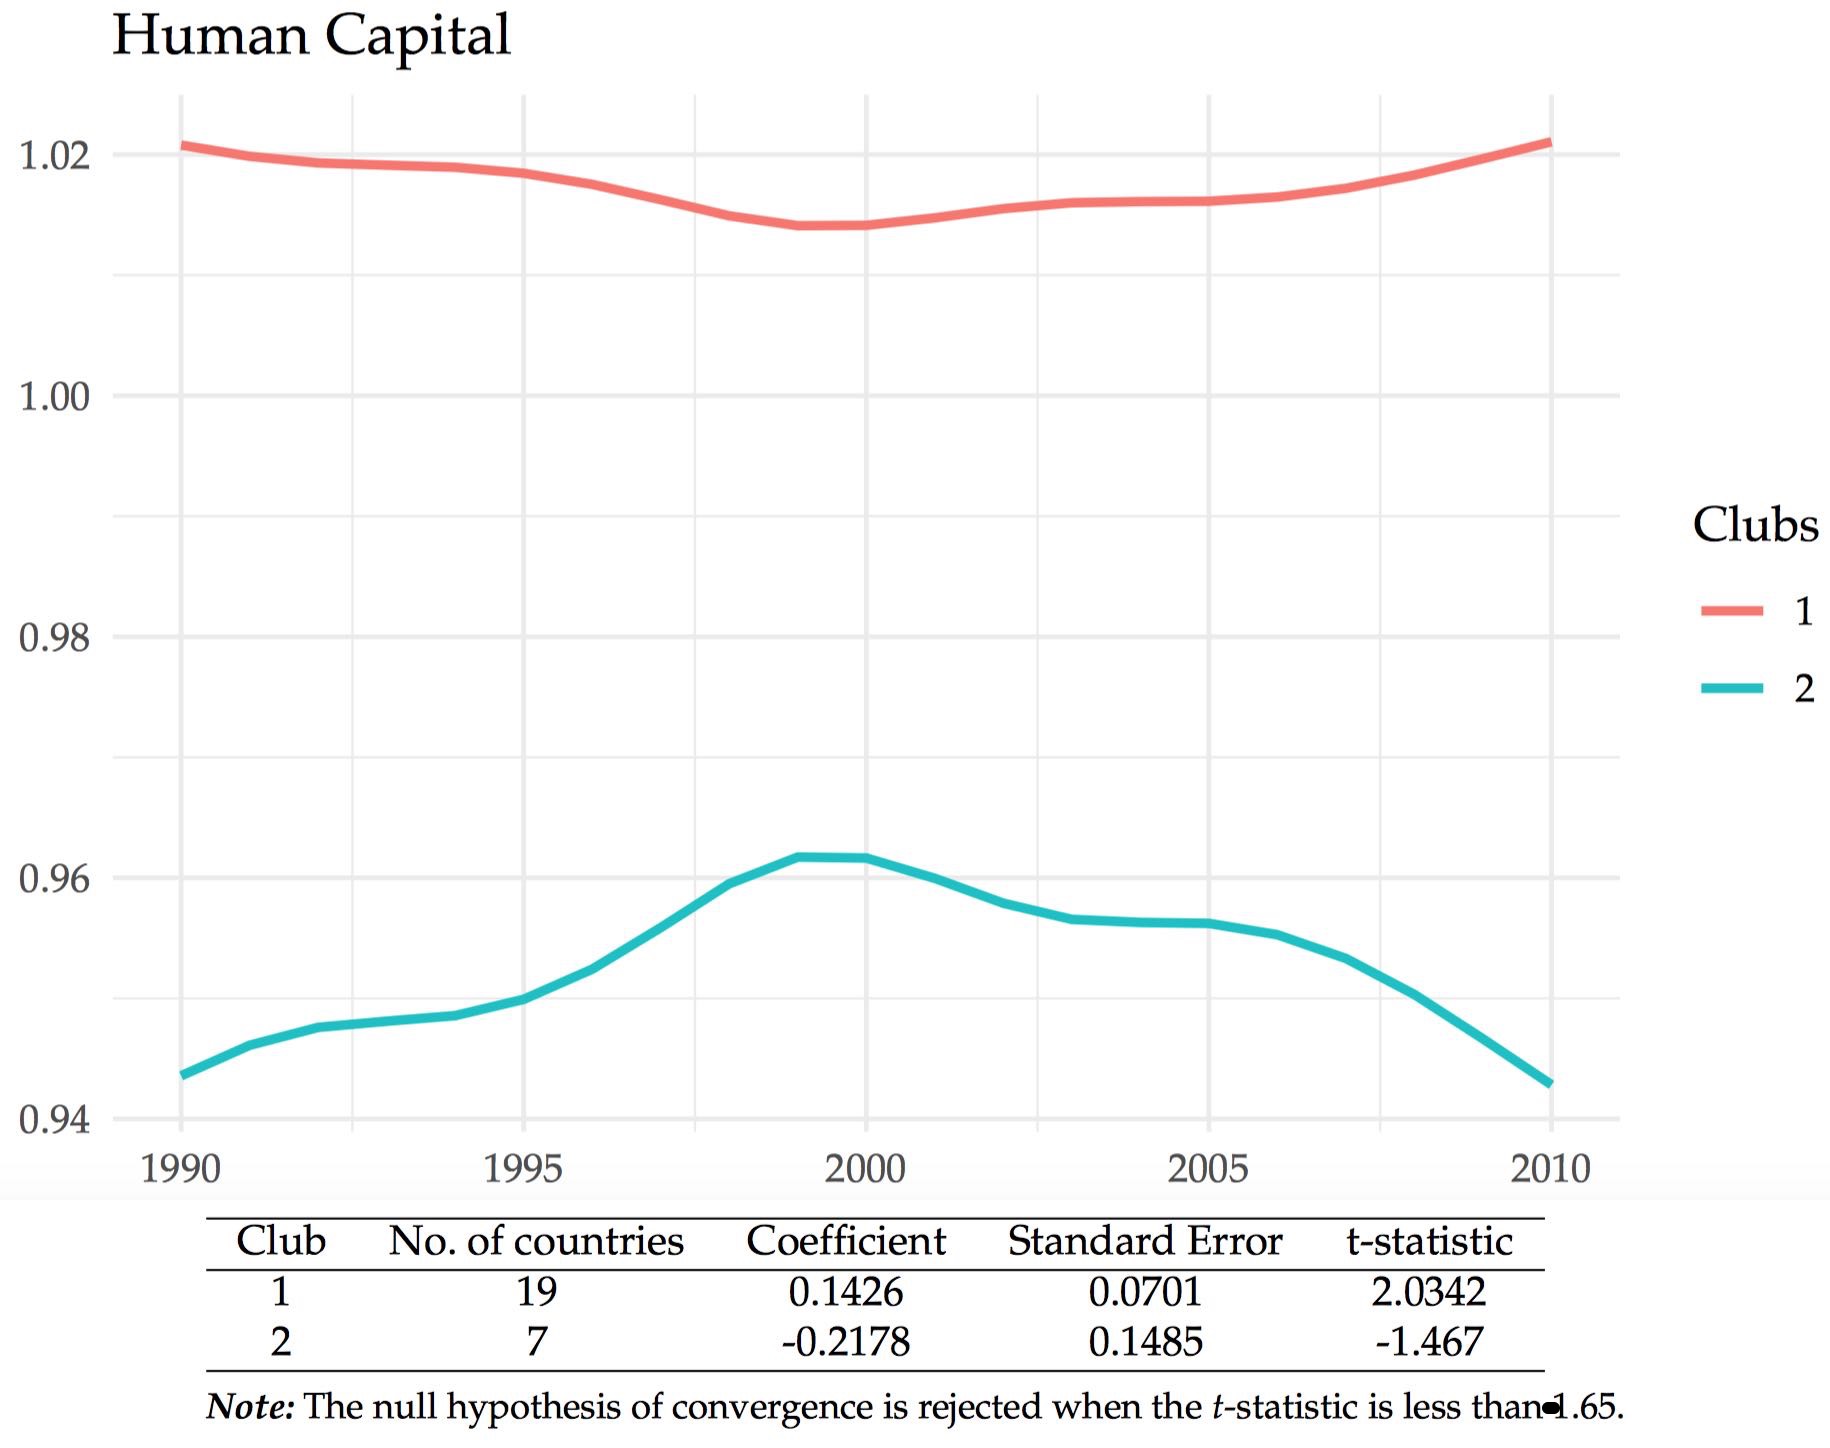 Human Capital
1.02
1.00
0.98
0.96
0.94
1990 1995 2000 2005 2010
Clubs
1
2
Club No. of countries Coefficient Standard Error t-statistic
1 19 0.1426 0.0701 2.0342
2 7 -0.2178 0.1485 -1.467
Note: The null hypothesis of convergence is rejected when the t-statistic is less than -1.65.